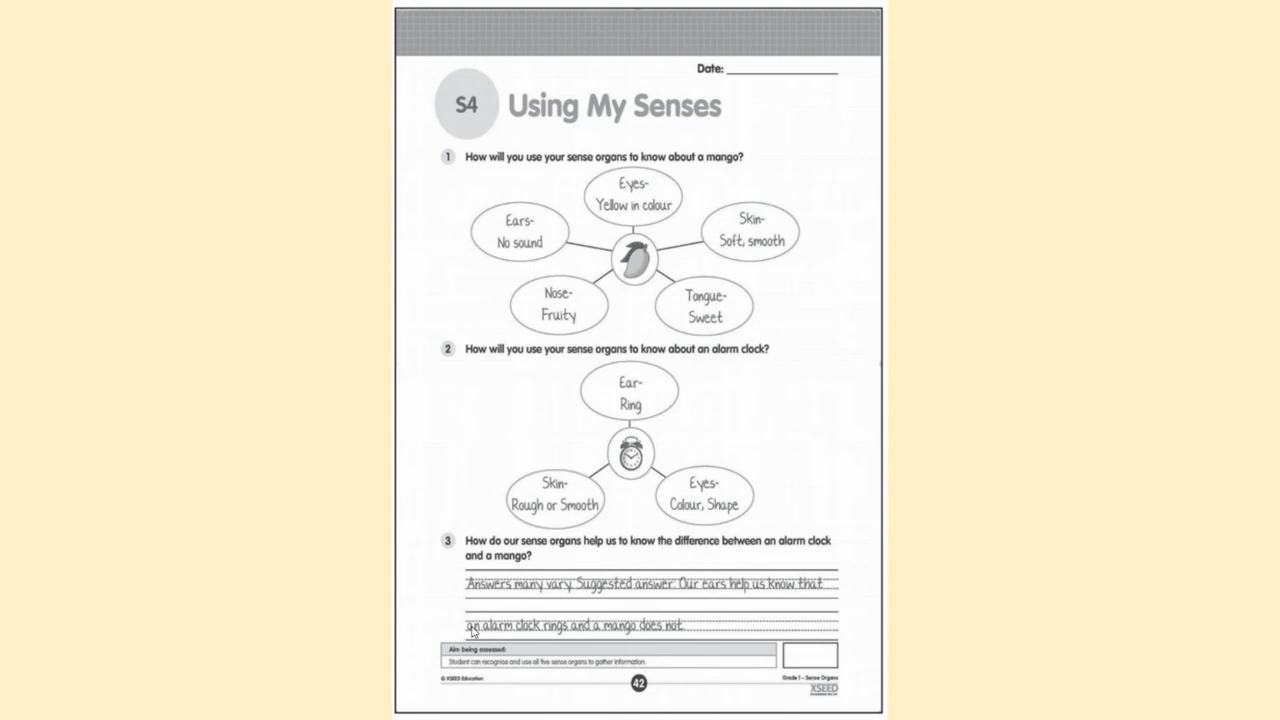 Date:
S4
Using My Senses
1 How will you use your sense organs to know about a mango?
Eyes-
Yellow in colour
Ears-
No sound
Skin-
Soft, smooth
Nose-
Fruity
Tongue-
Sweet
2 How will you use your sense organs to know about an alarm clock?
Ear-
Ring
Skin-
Rough or Smooth
Eyes-
Colour, Shape
3 How do our sense organs help us to know the difference between an alarm clock
and a mango?
Answers many vary. Suggested answer: Our ears help us know that
an alarm clock rings and a mango does not.
Aim being assessed:
Student can recognise and use all five sense organs to gather information.
© XSEED Education
42
Grade 1 – Sense Organs
XSEED